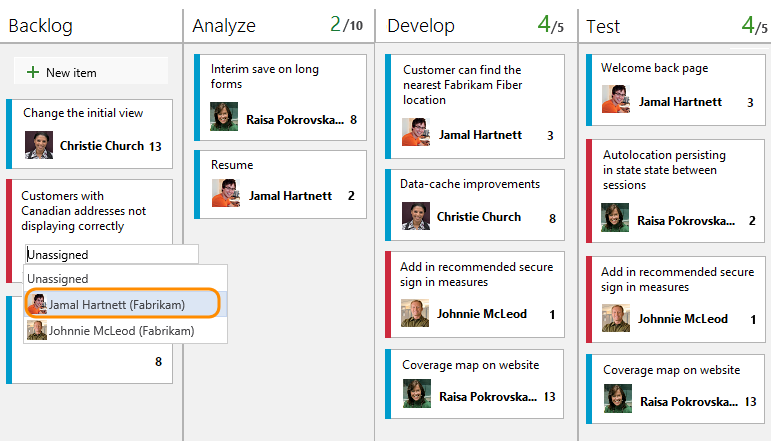 Backlog
New item
Change the initial view
Christie Church 13
Customers with
Canadian addresses not
displaying correctly
Unassigned
Unassigned
Jamal Hartnett (Fabrikam)
Johnnie McLeod (Fabrikam)
8
Analyze 2/10
Interim save on long
forms
Raisa Pokrovska... 8
Resume
Jamal Hartnett 2
Develop 4/5
Customer can find the
nearest Fabrikam Fiber
location
Jamal Hartnett 3
Data-cache improvements
Christie Church 8
Add in recommended secure
sign in measures
Johnnie McLeod 1
Coverage map on website
Raisa Pokrovska... 13
Test 4/5
Welcome back page
Jamal Hartnett 3
Autolocation persisting
in state state between
sessions
Raisa Pokrovska... 2
Add in recommended secure
sign in measures
Johnnie McLeod 1
Coverage map on website
Raisa Pokrovska... 13